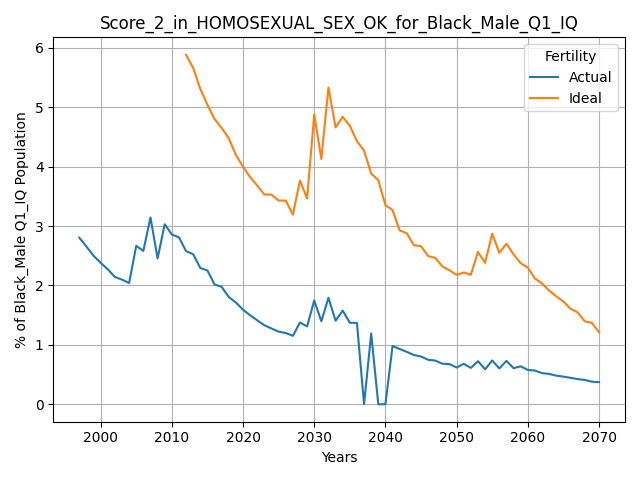 Score_2_in_HOMOSEXUAL_SEX_OK_for_Black_Male_Q1_IQ
Fertility
Actual
Ideal
% of Black_Male Q1_IQ Population
6
5
4
3
2
1
0
2000 2010 2020 2030 2040 2050 2060 2070
Years